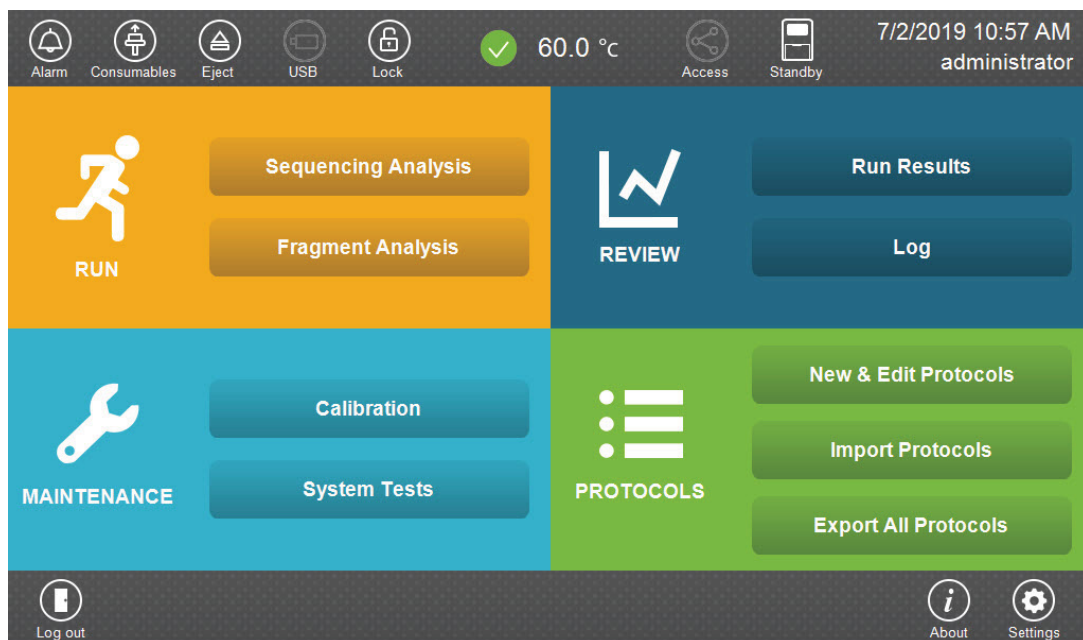 Alarm
Consumables
Eject
USB
Lock
60.0 °C
Access
Standby
7/2/2019 10:57 AM
administrator
RUN
Sequencing Analysis
Fragment Analysis
REVIEW
Run Results
Log
MAINTENANCE
Calibration
System Tests
PROTOCOLS
New & Edit Protocols
Import Protocols
Export All Protocols
Log out
i
About
Settings